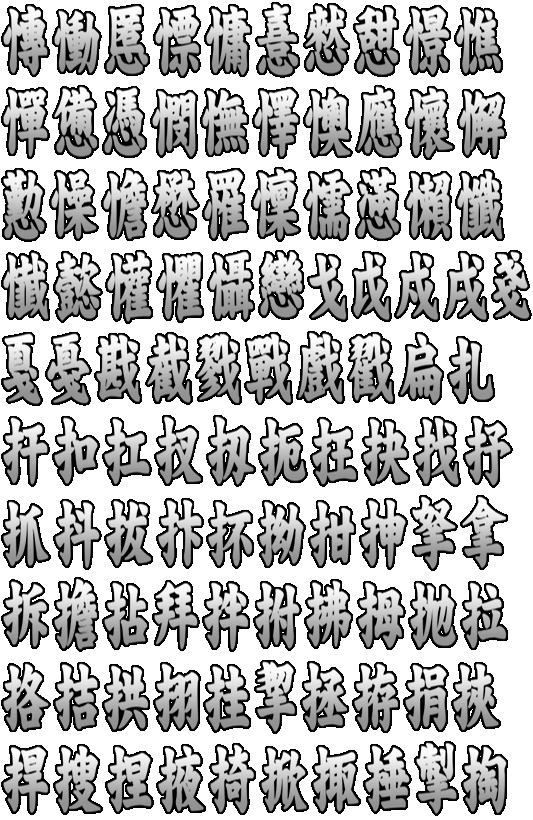 慱慟慝慓慵憙憖憇憬憔
憚憊憑憫憮懌懊應懷懈
懃懆憺懋罹懍懦懣懶懺
懴懿懽懼懾戀戈戉戍戌戔
戛戞戡截戮戰戲戳扁扎
扞扣扛扠扨扼抂抉找抒
抓抖拔抃抔拗拑抻拏拿
拆擔拈拜拌拊拂拇抛拉
挌拮拱挧挂挈拯拵捐挾
捍搜捏掖掎掀掫捶掣掏